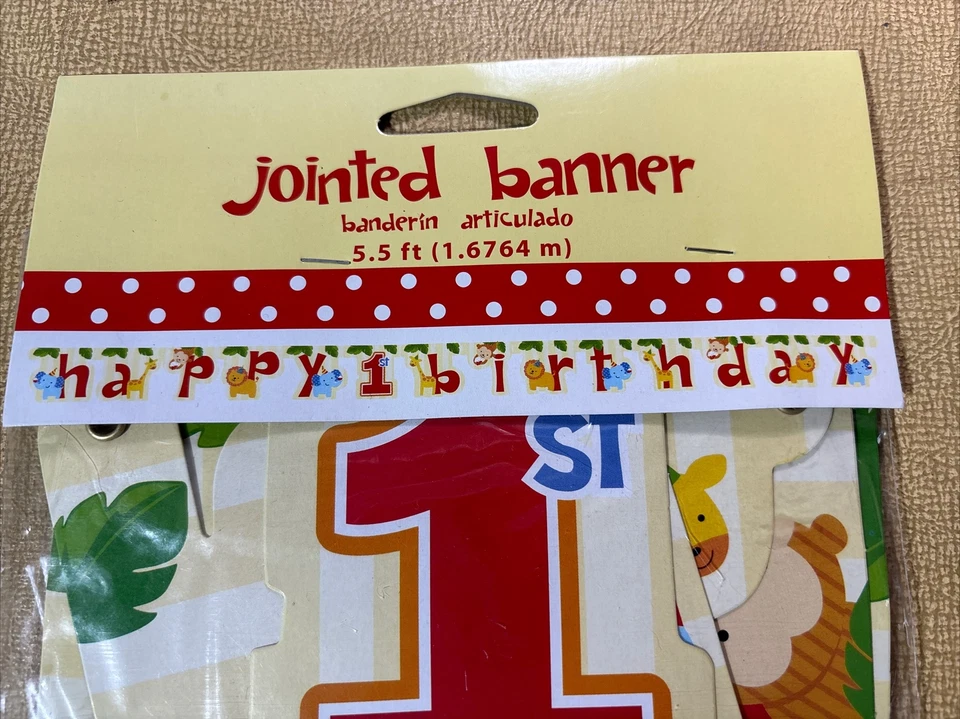 jointed banner
banderín articulado
5.5 ft (1.6764 m)
happy 1st birthday
1ST